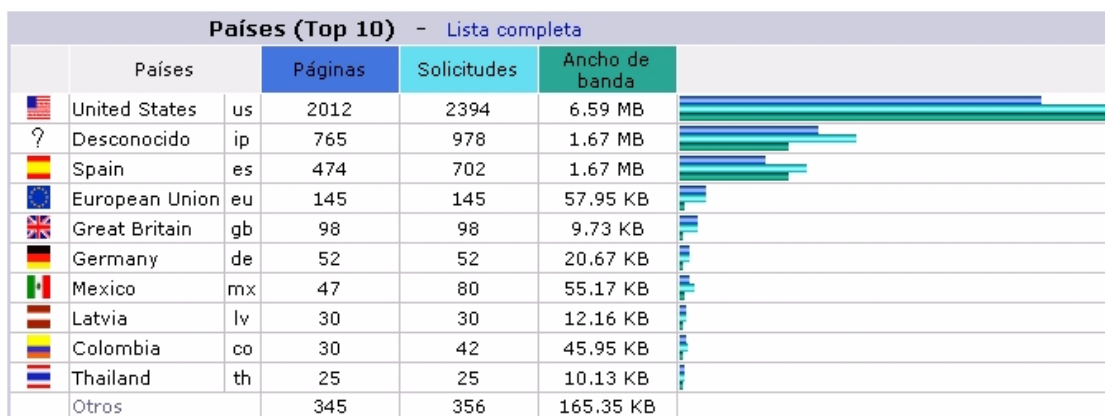 Países (Top 10) - Lista completa
Países Páginas Solicitudes Ancho de banda
United States us 2012 2394 6.59 MB
? Desconocido ip 765 978 1.67 MB
Spain es 474 702 1.67 MB
European Union eu 145 145 57.95 KB
Great Britain gb 98 98 9.73 KB
Germany de 52 52 20.67 KB
Mexico mx 47 80 55.17 KB
Latvia lv 30 30 12.16 KB
Colombia co 30 42 45.95 KB
Thailand th 25 25 10.13 KB
Otros 345 356 165.35 KB